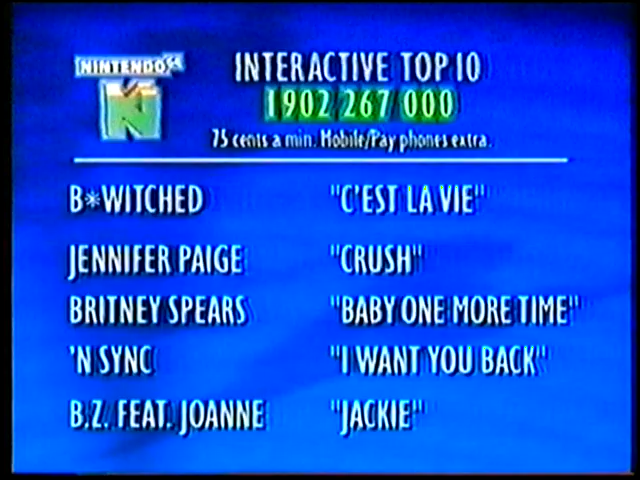 NINTENDO64
N
INTERACTIVE TOP 10
1902 267 000
75 cents a min. Mobile/Pay phones extra.
B*WITCHED "C'EST LA VIE"
JENNIFER PAIGE "CRUSH"
BRITNEY SPEARS "BABY ONE MORE TIME"
'N SYNC "I WANT YOU BACK"
B.Z. FEAT. JOANNE "JACKIE"